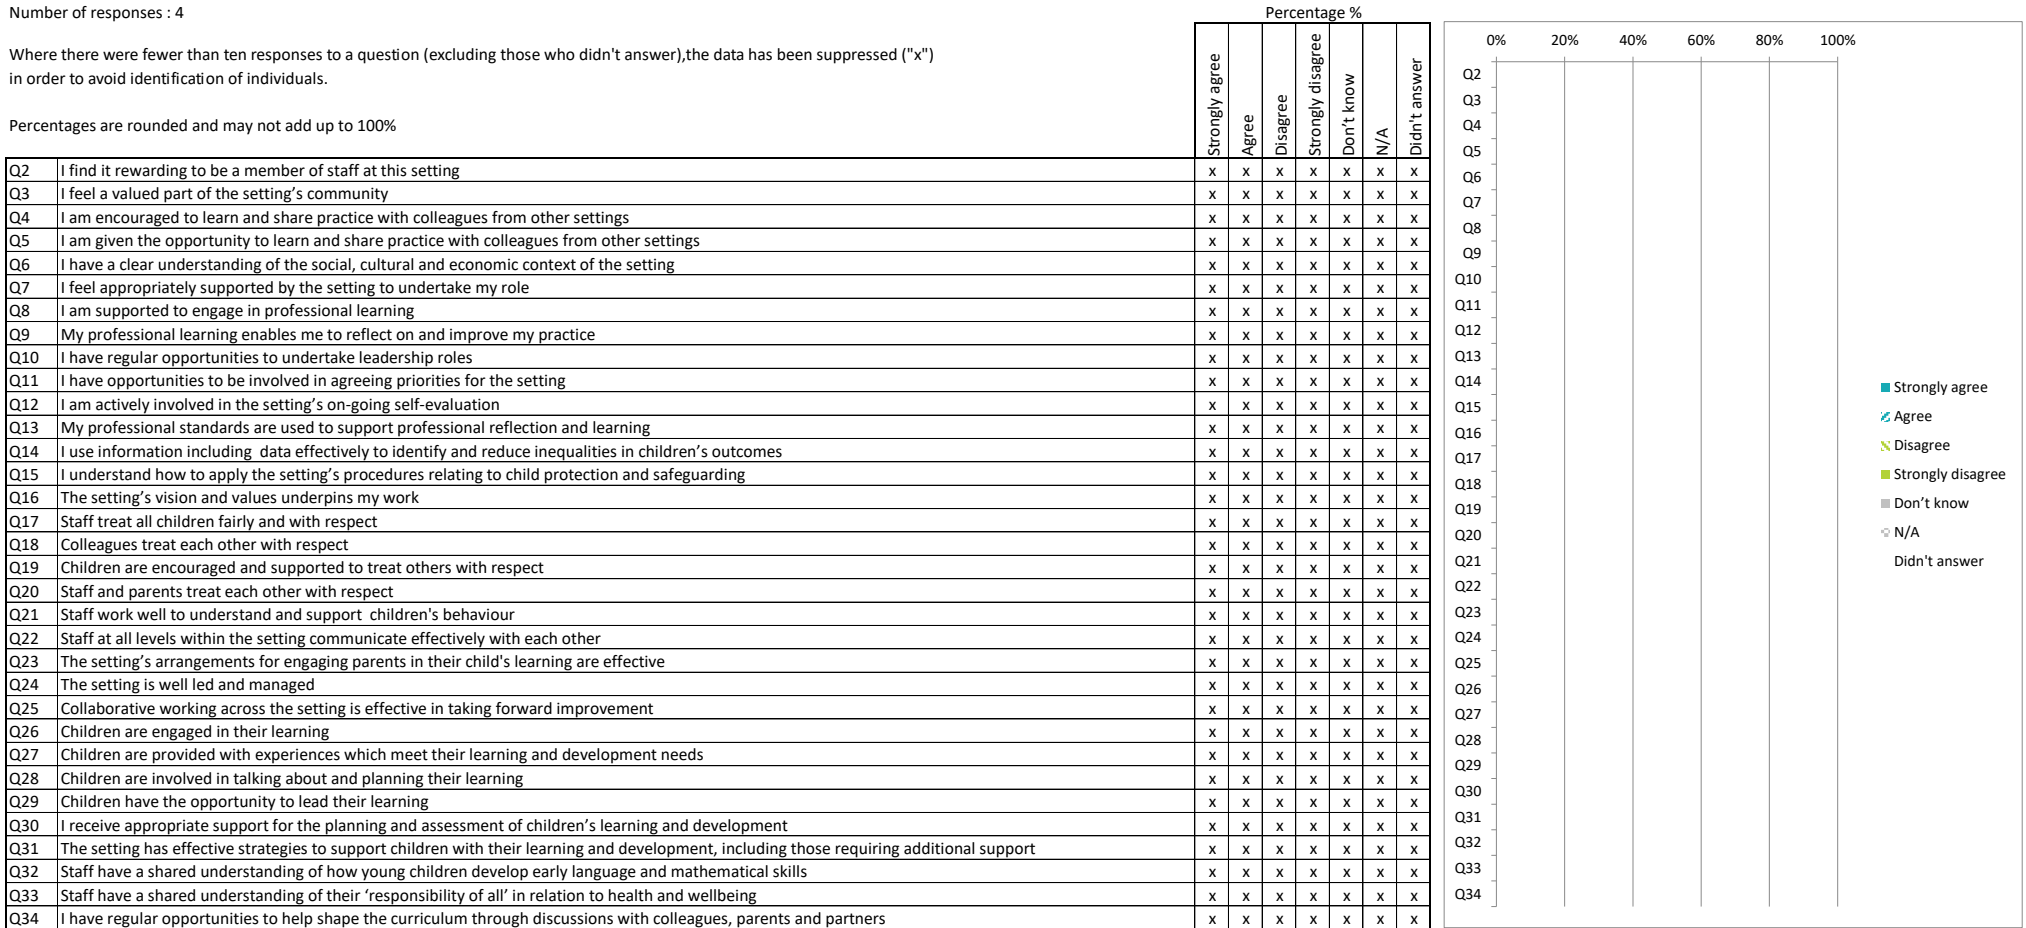 Number of responses : 4
Percentage %
Where there were fewer than ten responses to a question (excluding those who didn't answer),the data has been suppressed ("x")
in order to avoid identification of individuals.
Percentages are rounded and may not add up to 100%
Strongly agree
Agree
Disagree
Strongly disagree
Don't know
N/A
Didn't answer
Q2 I find it rewarding to be a member of staff at this setting x x x x x x x
Q3 I feel a valued part of the setting's community x x x x x x x
Q4 I am encouraged to learn and share practice with colleagues from other settings x x x x x x x
Q5 I am given the opportunity to learn and share practice with colleagues from other settings x x x x x x x
Q6 I have a clear understanding of the social, cultural and economic context of the setting x x x x x x x
Q7 I feel appropriately supported by the setting to undertake my role x x x x x x x
Q8 I am supported to engage in professional learning x x x x x x x
Q9 My professional learning enables me to reflect on and improve my practice x x x x x x x
Q10 I have regular opportunities to undertake leadership roles x x x x x x x
Q11 I have opportunities to be involved in agreeing priorities for the setting x x x x x x x
Q12 I am actively involved in the setting's on-going self-evaluation x x x x x x x
Q13 My professional standards are used to support professional reflection and learning x x x x x x x
Q14 I use information including  data effectively to identify and reduce inequalities in children's outcomes x x x x x x x
Q15 I understand how to apply the setting's procedures relating to child protection and safeguarding x x x x x x x
Q16 The setting's vision and values underpins my work x x x x x x x
Q17 Staff treat all children fairly and with respect x x x x x x x
Q18 Colleagues treat each other with respect x x x x x x x
Q19 Children are encouraged and supported to treat others with respect x x x x x x x
Q20 Staff and parents treat each other with respect x x x x x x x
Q21 Staff work well to understand and support  children's behaviour x x x x x x x
Q22 Staff at all levels within the setting communicate effectively with each other x x x x x x x
Q23 The setting's arrangements for engaging parents in their child's learning are effective x x x x x x x
Q24 The setting is well led and managed x x x x x x x
Q25 Collaborative working across the setting is effective in taking forward improvement x x x x x x x
Q26 Children are engaged in their learning x x x x x x x
Q27 Children are provided with experiences which meet their learning and development needs x x x x x x x
Q28 Children are involved in talking about and planning their learning x x x x x x x
Q29 Children have the opportunity to lead their learning x x x x x x x
Q30 I receive appropriate support for the planning and assessment of children's learning and development x x x x x x x
Q31 The setting has effective strategies to support children with their learning and development, including those requiring additional support x x x x x x x
Q32 Staff have a shared understanding of how young children develop early language and mathematical skills x x x x x x x
Q33 Staff have a shared understanding of their 'responsibility of all' in relation to health and wellbeing x x x x x x x
Q34 I have regular opportunities to help shape the curriculum through discussions with colleagues, parents and partners x x x x x x x
0% 20% 40% 60% 80% 100%
Q2
Q3
Q4
Q5
Q6
Q7
Q8
Q9
Q10
Q11
Q12
Q13
Q14
Q15
Q16
Q17
Q18
Q19
Q20
Q21
Q22
Q23
Q24
Q25
Q26
Q27
Q28
Q29
Q30
Q31
Q32
Q33
Q34
Strongly agree
Agree
Disagree
Strongly disagree
Don't know
N/A
Didn't answer